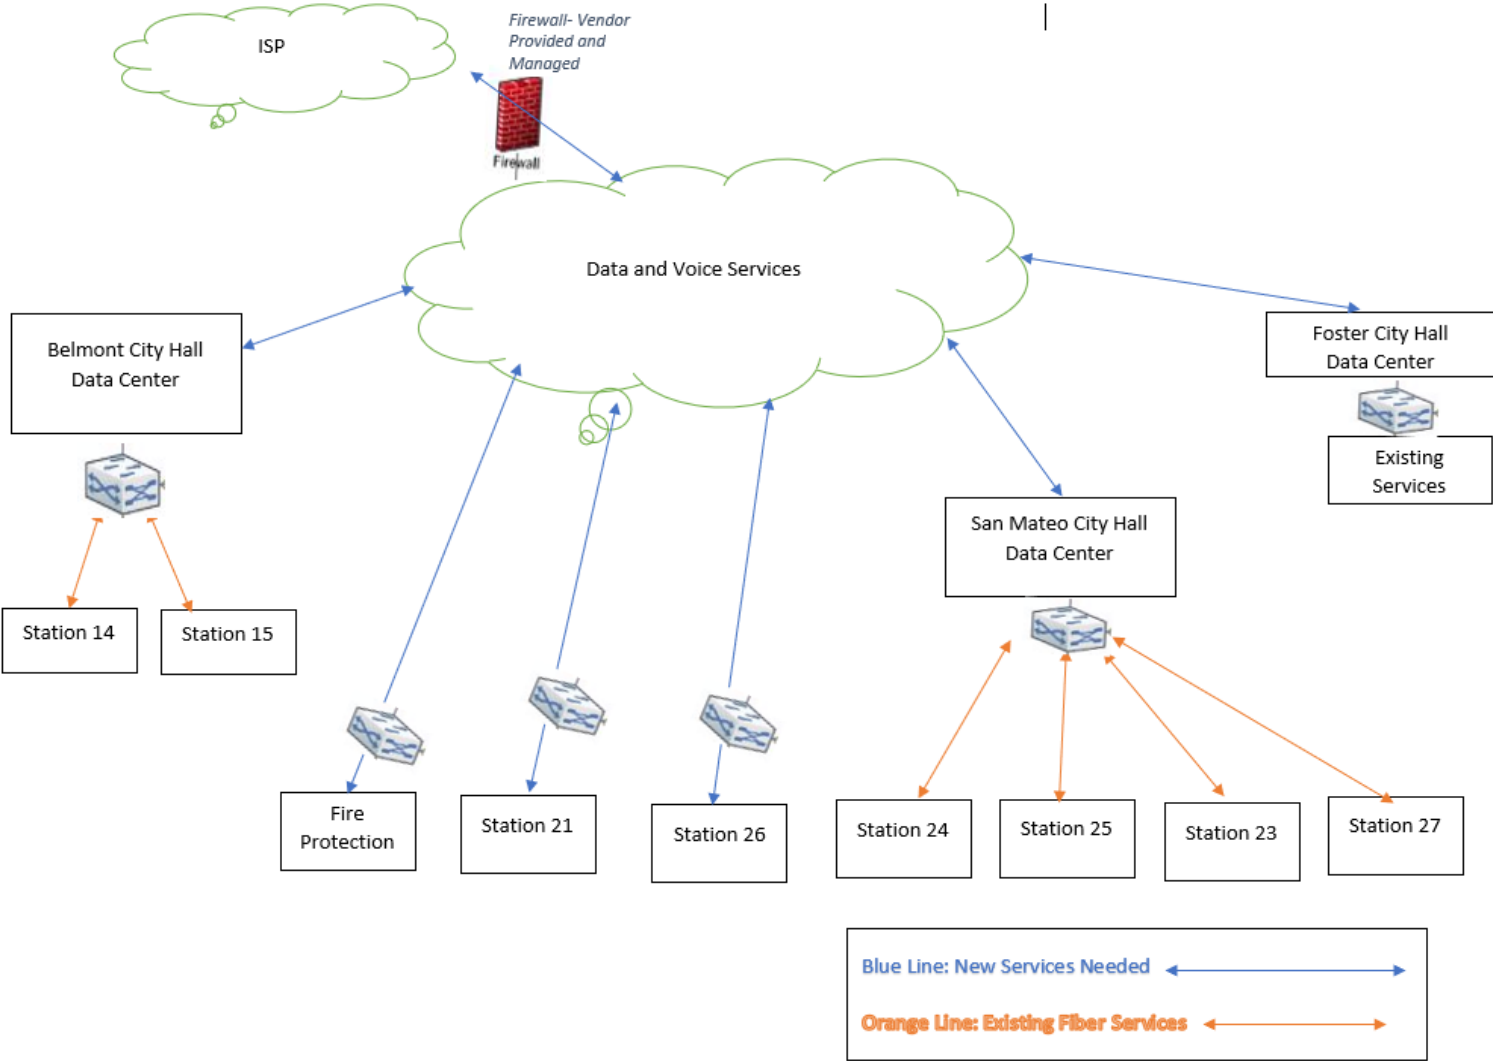 ISP
Firewall- Vendor
Provided and
Managed
Firewall
Data and Voice Services
Belmont City Hall
Data Center
Foster City Hall
Data Center
Existing
Services
San Mateo City Hall
Data Center
Station 14
Station 15
Fire
Protection
Station 21
Station 26
Station 24
Station 25
Station 23
Station 27
Blue Line: New Services Needed
Orange Line: Existing Fiber Services